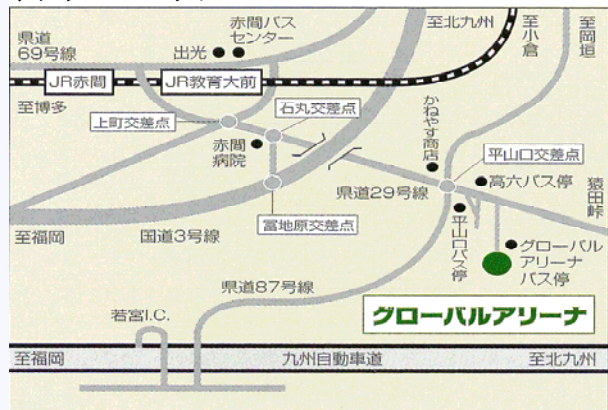 県道
69号線
出光
赤間バス
センター
至北九州
至小倉
至岡垣
JR赤間
JR教育大前
至博多
上町交差点
石丸交差点
赤間
病院
かねやす商店
平山口交差点
高六バス停
猿田峠
県道29号線
冨地原交差点
平山口バス停
至福岡
国道3号線
グローバル
アリーナ
バス停
県道87号線
若宮I.C.
グローバルアリーナ
至福岡
九州自動車道
至北九州